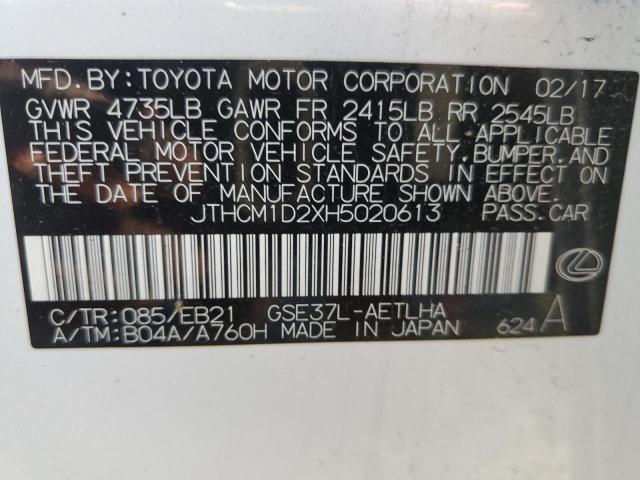 MFD. BY: TOYOTA MOTOR CORPORATION 02/17
GVWR 4735LB GAWR FR 2415LB RR 2545LB
THIS VEHICLE CONFORMS TO ALL APPLICABLE
FEDERAL MOTOR VEHICLE SAFETY, BUMPER, AND
THEFT PREVENTION STANDARDS IN EFFECT ON
THE DATE OF MANUFACTURE SHOWN ABOVE.
JTHCM1D2XH5020613 PASS. CAR
C/TR: 085/EB21 GSE37L-AETLHA
A/TM: B04A/A760H MADE IN JAPAN 624 A